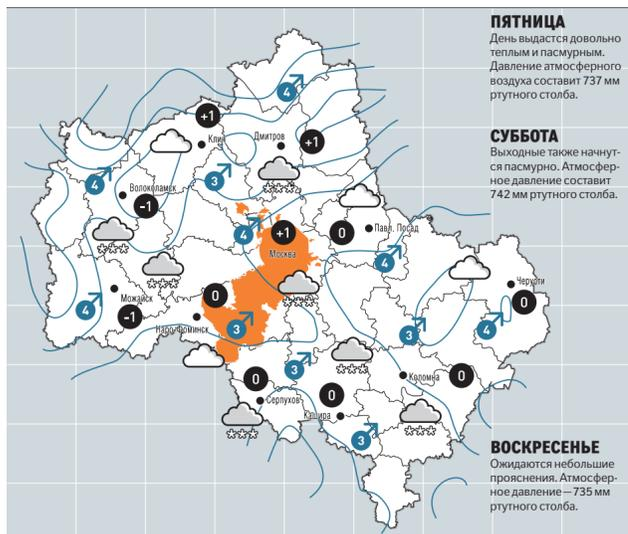 ПЯТНИЦА
День выдастся довольно
теплым и пасмурным.
Давление атмосферного
воздуха составит 737 мм
ртутного столба.
СУББОТА
Выходные также начнут-
ся пасмурно. Атмосфер-
ное давление составит
742 мм ртутного столба.
ВОСКРЕСЕНЬЕ
Ожидаются небольшие
прояснения. Атмосфер-
ное давление — 735 мм
ртутного столба.
4
+1
Клин
Дмитров
+1
4
3
Волоколамск
-1
4
+1
Москва
0
Павл. Посад
4
Можайск
-1
4
0
Наро-Фоминск
3
Черусти
0
3
4
3
0
Серпухов
0
Кашира
Коломна
0
3